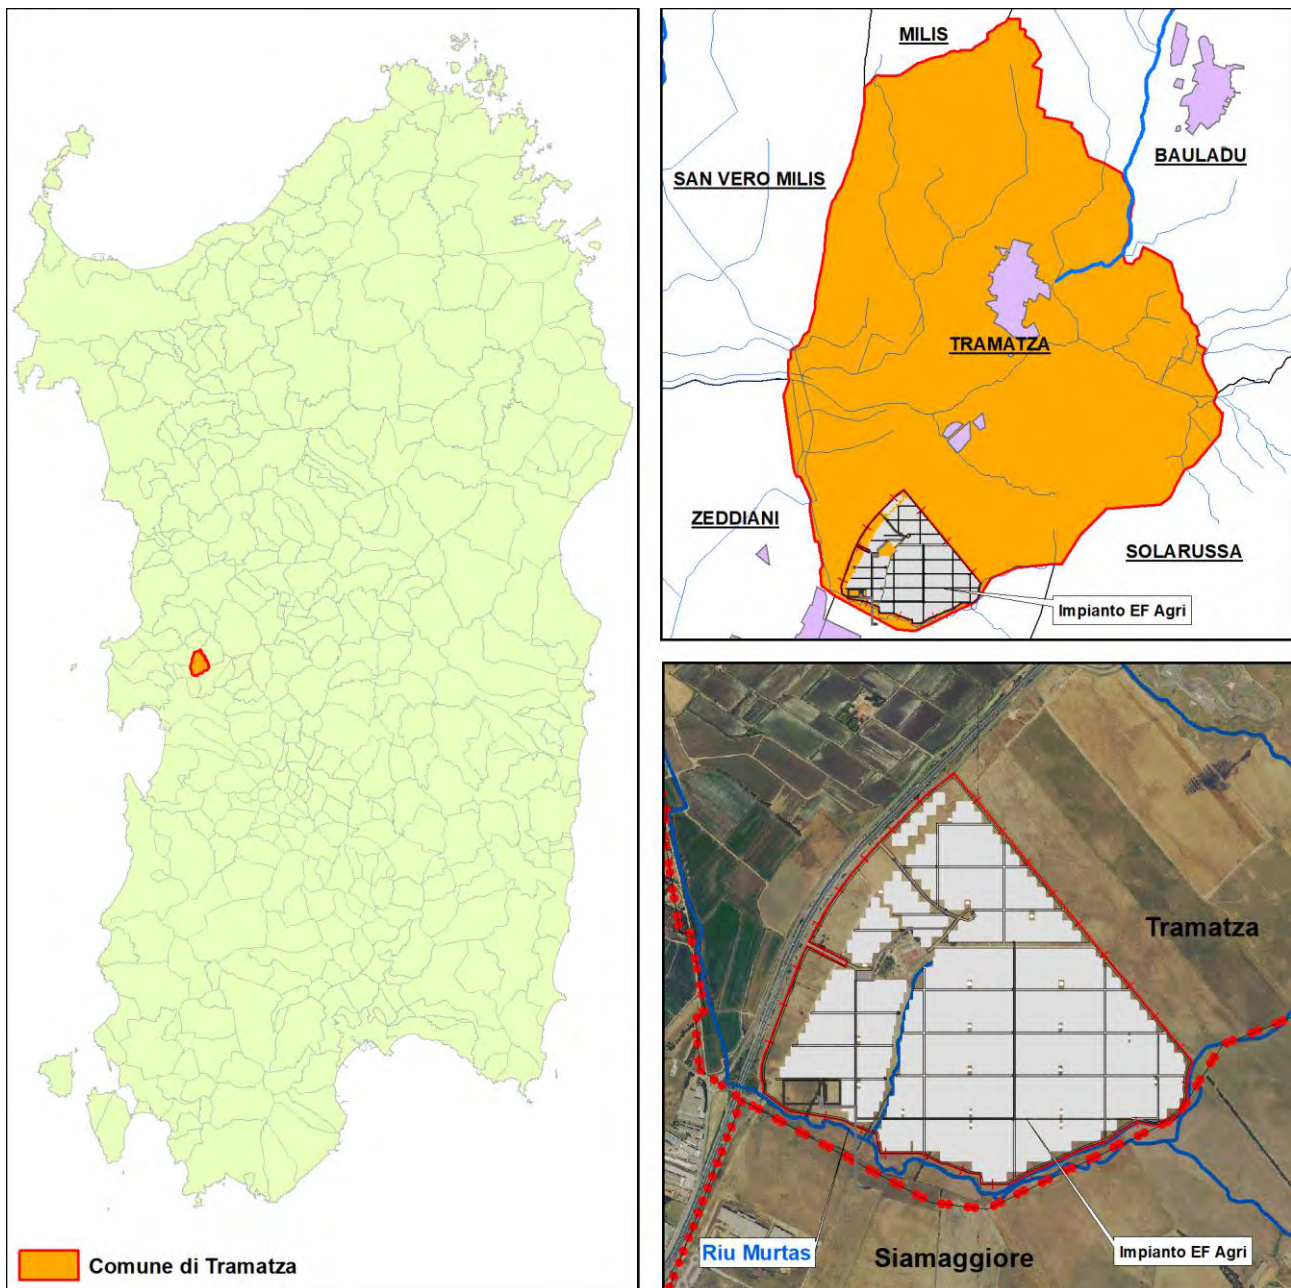 Comune di Tramatza
MILIS
BAULADU
SAN VERO MILIS
TRAMATZA
ZEDDIANI
SOLARUSSA
Impianto EF Agri
Tramatza
Riu Murtas
Siamaggiore
Impianto EF Agri